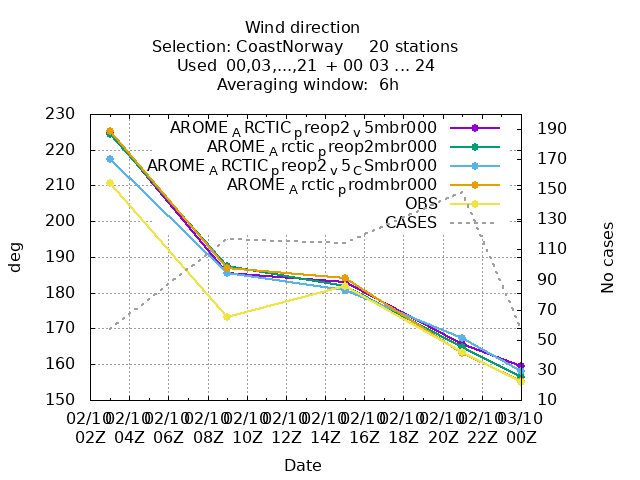 Wind direction
Selection: CoastNorway     20 stations
Used  00,03,...,21  + 00 03 ... 24
Averaging window:  6h
230
220
210
200
190
180
170
160
150
deg
190
170
150
130
110
90
70
50
30
10
No cases
AROME_ARCTIC_preop2_v5mbr000
AROME_Arctic_preop2mbr000
AROME_ARCTIC_preop2_v5_CSmbr000
AROME_Arctic_prodmbr000
OBS
CASES
02/10 02/10 02/10 02/10 02/10 02/10 02/10 02/10 02/10 02/10 02/10 03/10
02Z 04Z 06Z 08Z 10Z 12Z 14Z 16Z 18Z 20Z 22Z 00Z
Date